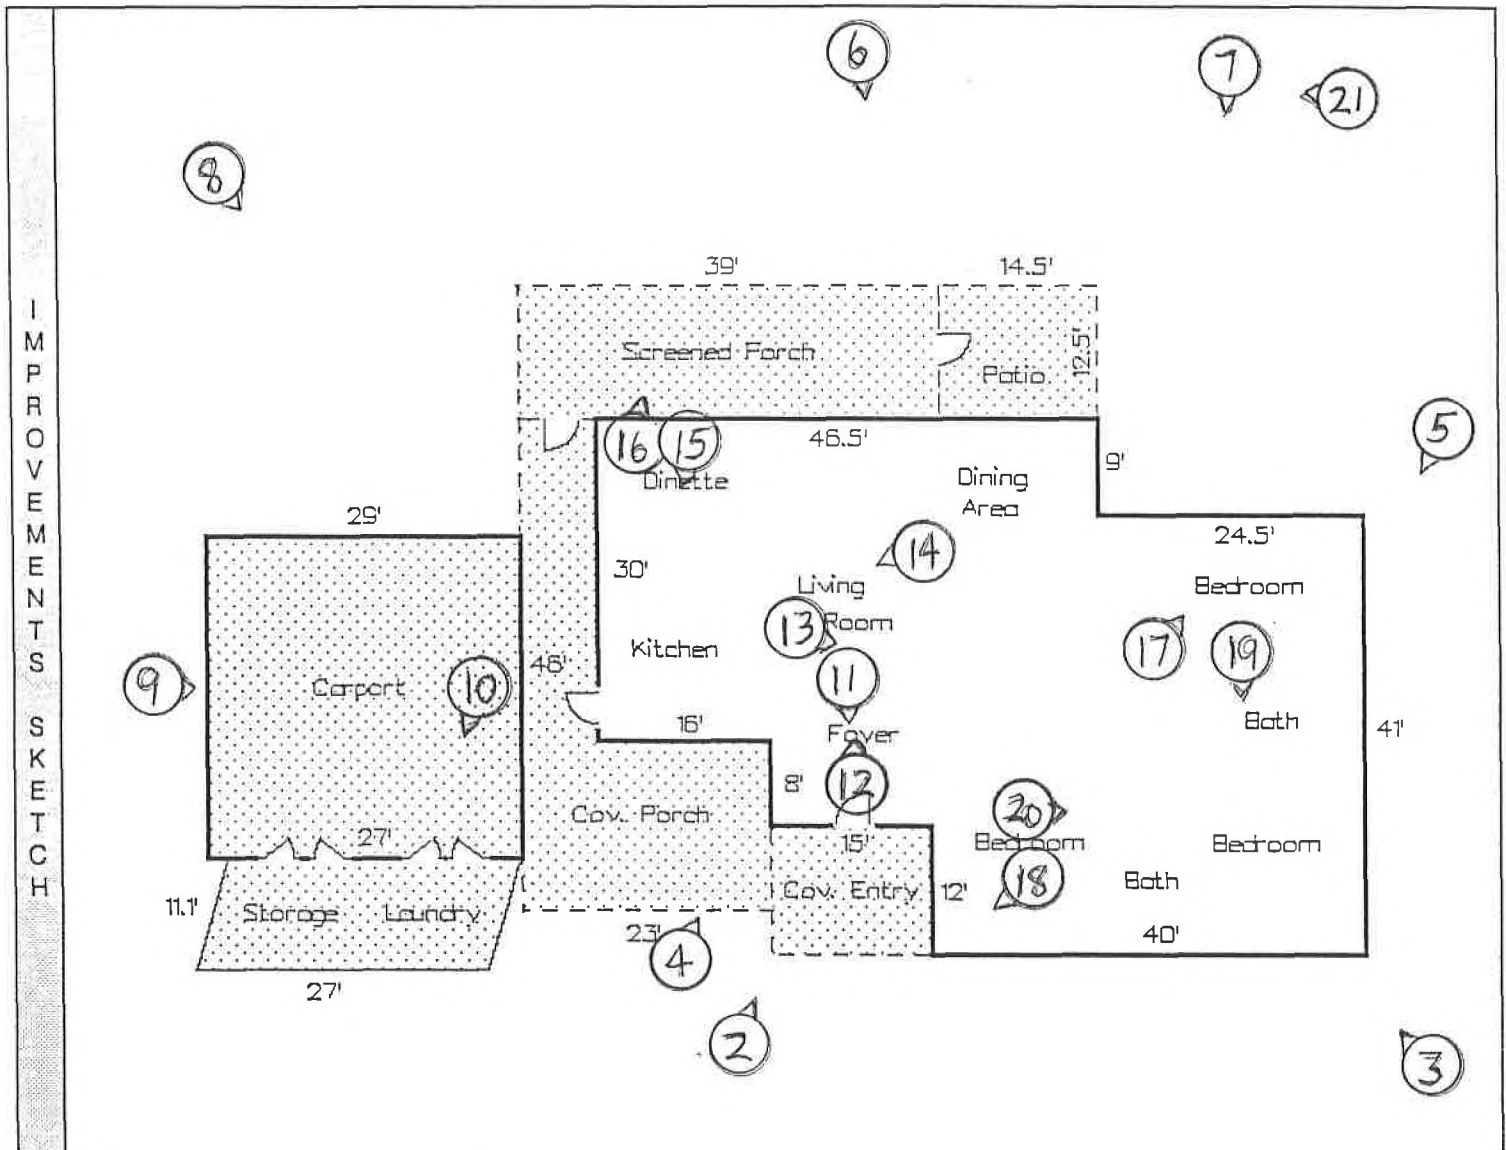 IMPROVEMENTS SKETCH
6
7
21
8
39'
14.5'
Screened Porch
12.5'
Patio
5
16
15
46.5'
9'
Dinette
Dining
Area
29'
24.5'
14
30'
Living
Bedroom
13
Room
17
19
Kitchen
46'
9
Carport
10
11
16'
Foyer
Bath
41'
8'
12
20
Cov. Porch
27'
15'
Bedroom
Bedroom
18
Bath
11.1'
Storage
Laundry
Cov. Entry
12'
23'
40'
4
27'
2
3